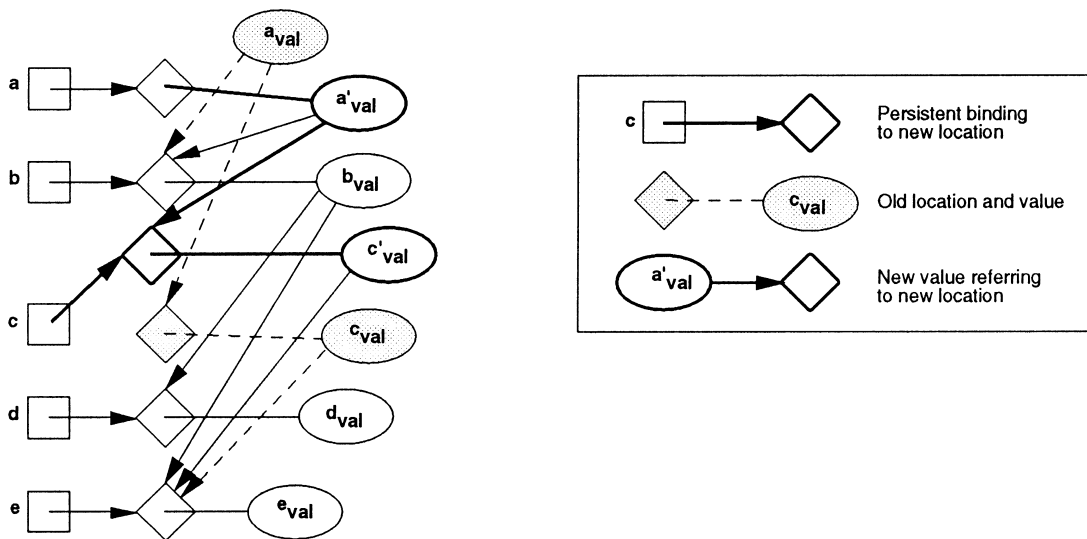 a_val
a
a'_val
b
b_val
c'_val
c
c_val
d
d_val
e
e_val
c
Persistent binding
to new location
c_val
Old location and value
a'_val
New value referring
to new location